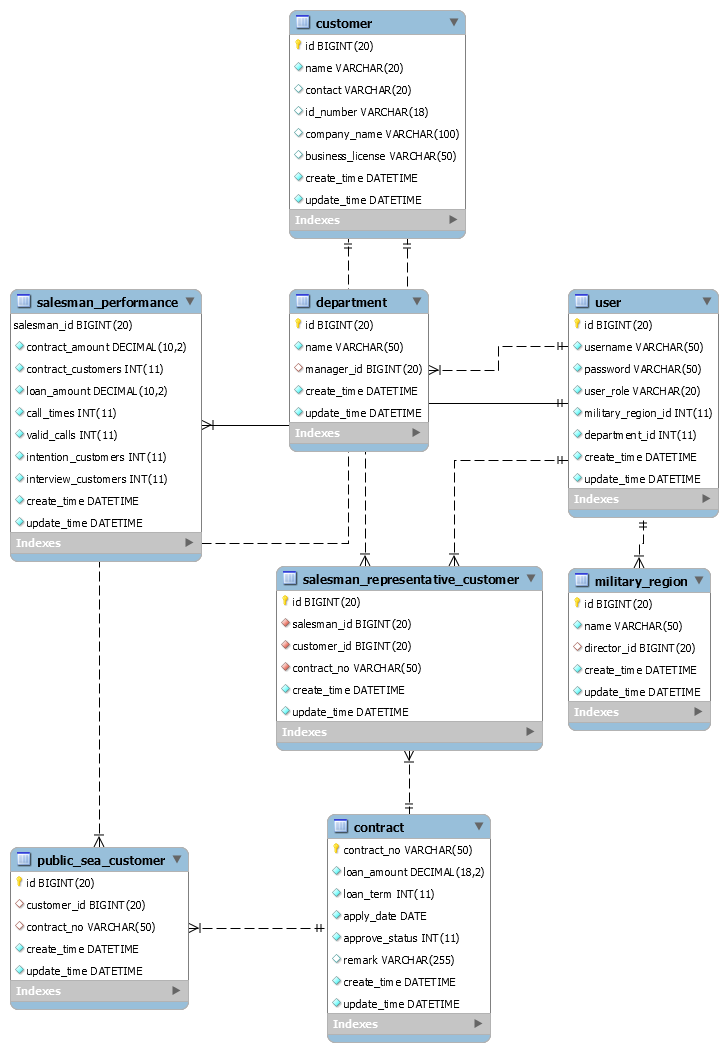 customer
id BIGINT(20)
name VARCHAR(20)
contact VARCHAR(20)
id_number VARCHAR(18)
company_name VARCHAR(100)
business_license VARCHAR(50)
create_time DATETIME
update_time DATETIME
Indexes
salesman_performance
salesman_id BIGINT(20)
contract_amount DECIMAL(10,2)
contract_customers INT(11)
loan_amount DECIMAL(10,2)
call_times INT(11)
valid_calls INT(11)
intention_customers INT(11)
interview_customers INT(11)
create_time DATETIME
update_time DATETIME
Indexes
department
id BIGINT(20)
name VARCHAR(50)
manager_id BIGINT(20)
create_time DATETIME
update_time DATETIME
Indexes
user
id BIGINT(20)
username VARCHAR(50)
password VARCHAR(50)
user_role VARCHAR(20)
military_region_id INT(11)
department_id INT(11)
create_time DATETIME
update_time DATETIME
Indexes
salesman_representative_customer
id BIGINT(20)
salesman_id BIGINT(20)
customer_id BIGINT(20)
contract_no VARCHAR(50)
create_time DATETIME
update_time DATETIME
Indexes
military_region
id BIGINT(20)
name VARCHAR(50)
director_id BIGINT(20)
create_time DATETIME
update_time DATETIME
Indexes
public_sea_customer
id BIGINT(20)
customer_id BIGINT(20)
contract_no VARCHAR(50)
create_time DATETIME
update_time DATETIME
Indexes
contract
contract_no VARCHAR(50)
loan_amount DECIMAL(18,2)
loan_term INT(11)
apply_date DATE
approve_status INT(11)
remark VARCHAR(255)
create_time DATETIME
update_time DATETIME
Indexes